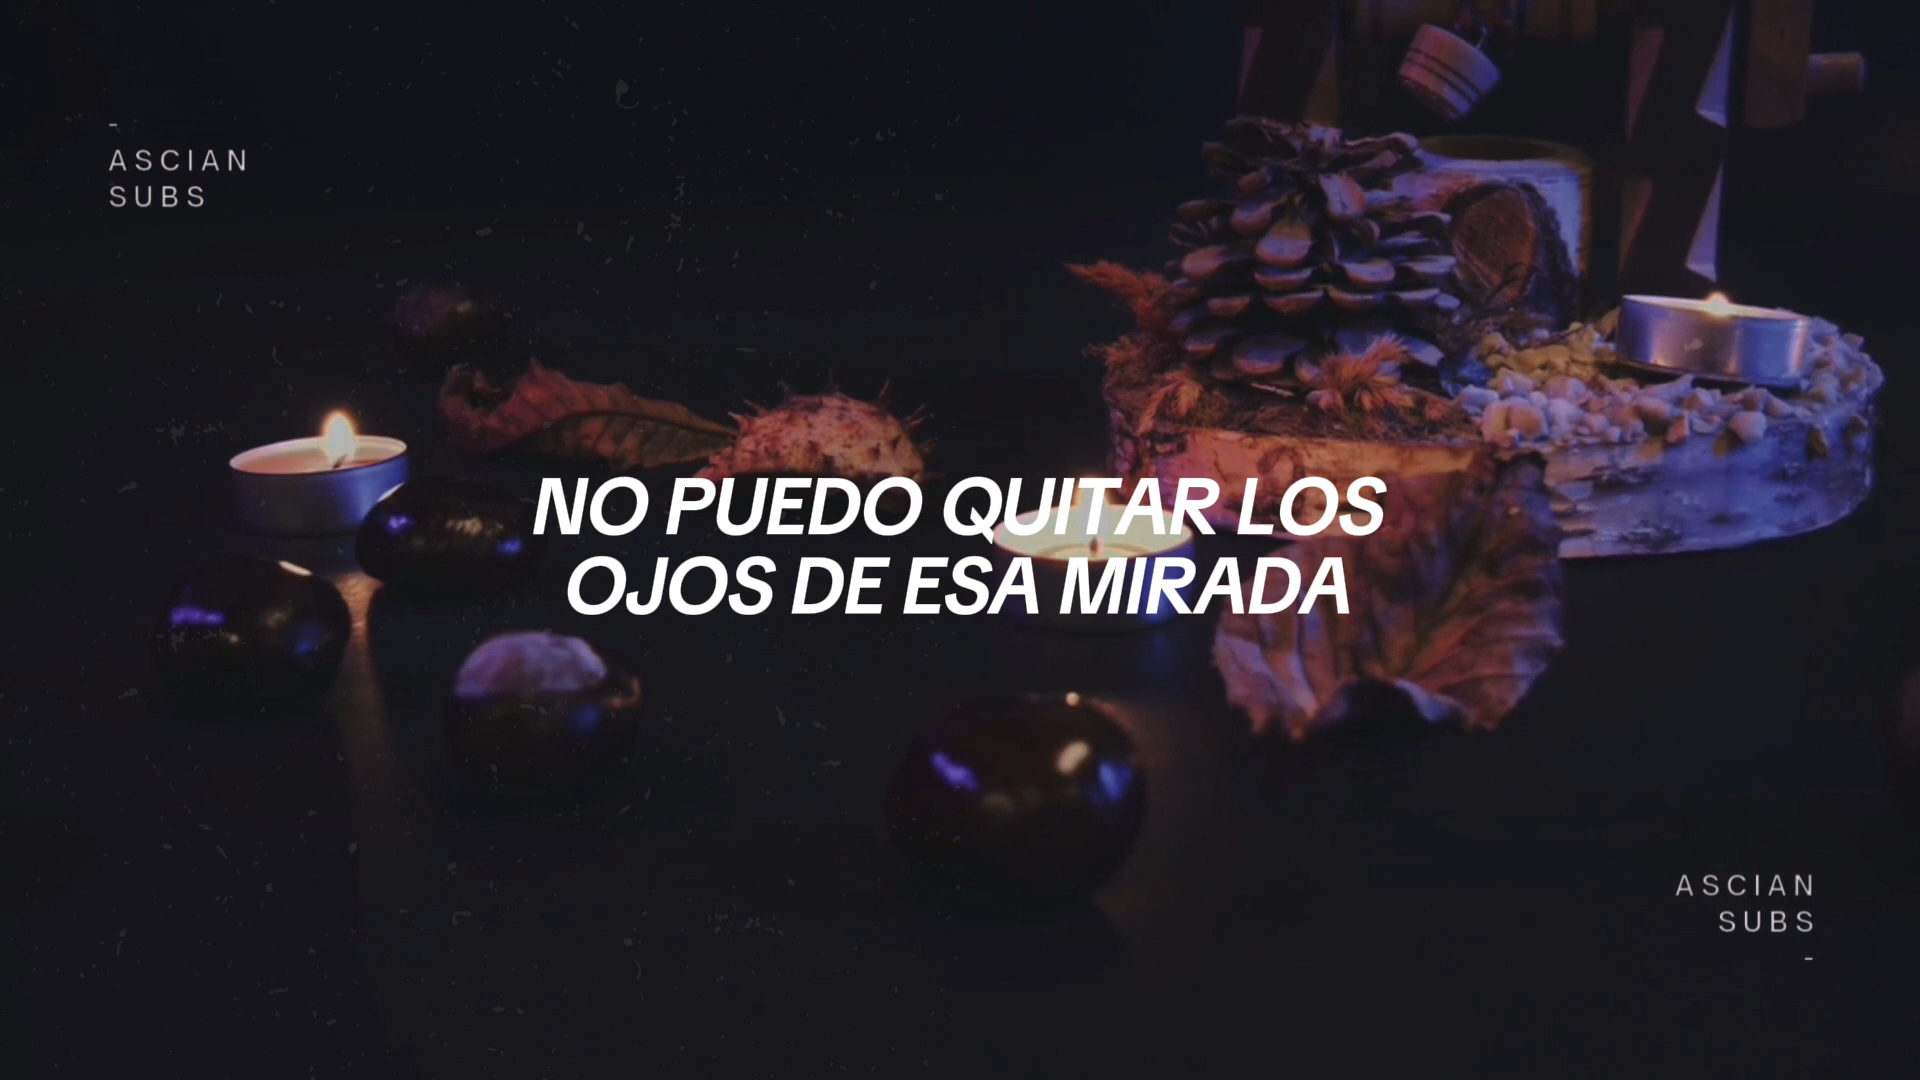 -
ASCIAN
SUBS
NO PUEDO QUITAR LOS
OJOS DE ESA MIRADA
ASCIAN
SUBS
-